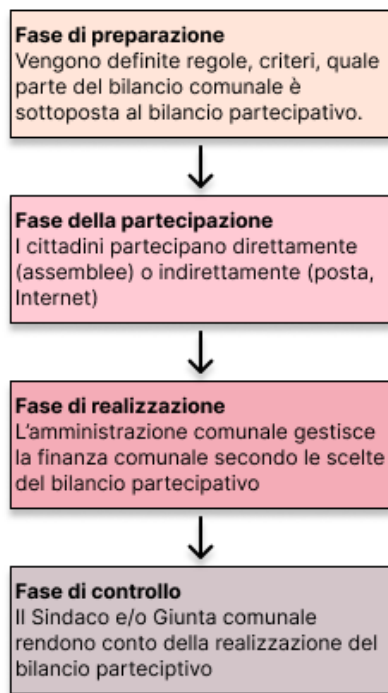 Fase di preparazione
Vengono definite regole, criteri, quale
parte del bilancio comunale è
sottoposta al bilancio partecipativo.
Fase della partecipazione
I cittadini partecipano direttamente
(assemblee) o indirettamente (posta,
Internet)
Fase di realizzazione
L'amministrazione comunale gestisce
la finanza comunale secondo le scelte
del bilancio partecipativo
Fase di controllo
Il Sindaco e/o Giunta comunale
rendono conto della realizzazione del
bilancio parteciptivo